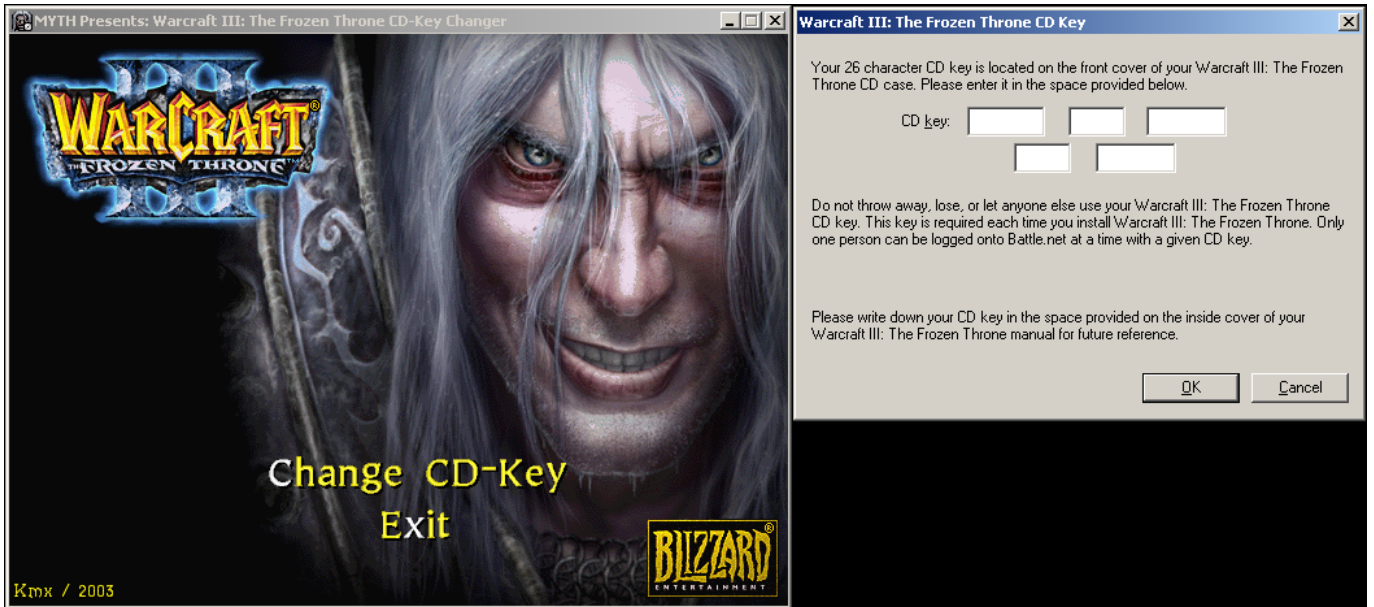 MYTH Presents: Warcraft III: The Frozen Throne CD-Key Changer
WARCRAFT®
III
THE FROZEN THRONE™
Change CD-Key
Exit
BLIZZARD®
ENTERTAINMENT
Kmx / 2003
Warcraft III: The Frozen Throne CD Key
Your 26 character CD key is located on the front cover of your Warcraft III: The Frozen
Throne CD case. Please enter it in the space provided below.
CD key:
Do not throw away, lose, or let anyone else use your Warcraft III: The Frozen Throne
CD key. This key is required each time you install Warcraft III: The Frozen Throne. Only
one person can be logged onto Battle.net at a time with a given CD key.
Please write down your CD key in the space provided on the inside cover of your
Warcraft III: The Frozen Throne manual for future reference.
OK
Cancel